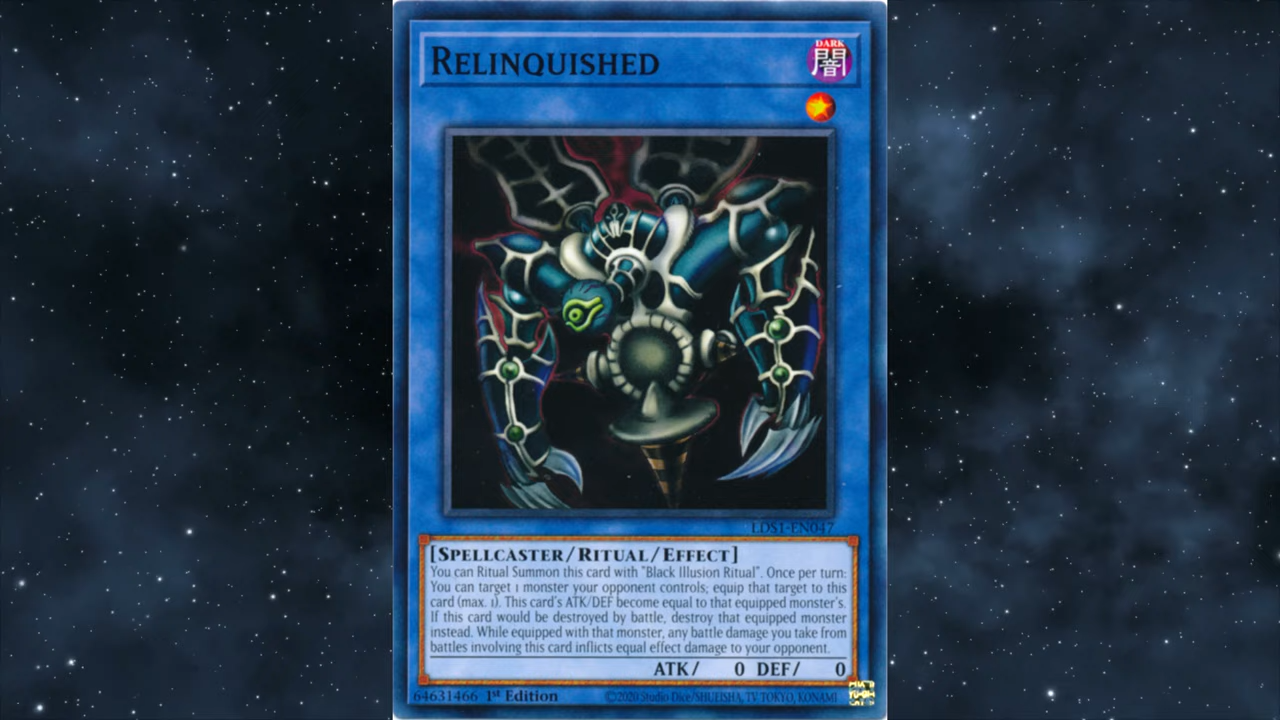 RELINQUISHED
DARK
闇
LDS1-EN047
[SPELLCASTER/RITUAL/EFFECT]
You can Ritual Summon this card with "Black Illusion Ritual". Once per turn:
You can target 1 monster your opponent controls; equip that target to this
card (max. 1). This card's ATK/DEF become equal to that equipped monster's.
If this card would be destroyed by battle, destroy that equipped monster
instead. While equipped with that monster, any battle damage you take from
battles involving this card inflicts equal effect damage to your opponent.
ATK/ 0 DEF/ 0
64631466 1st Edition ©2020 Studio Dice/SHUEISHA, TV TOKYO, KONAMI